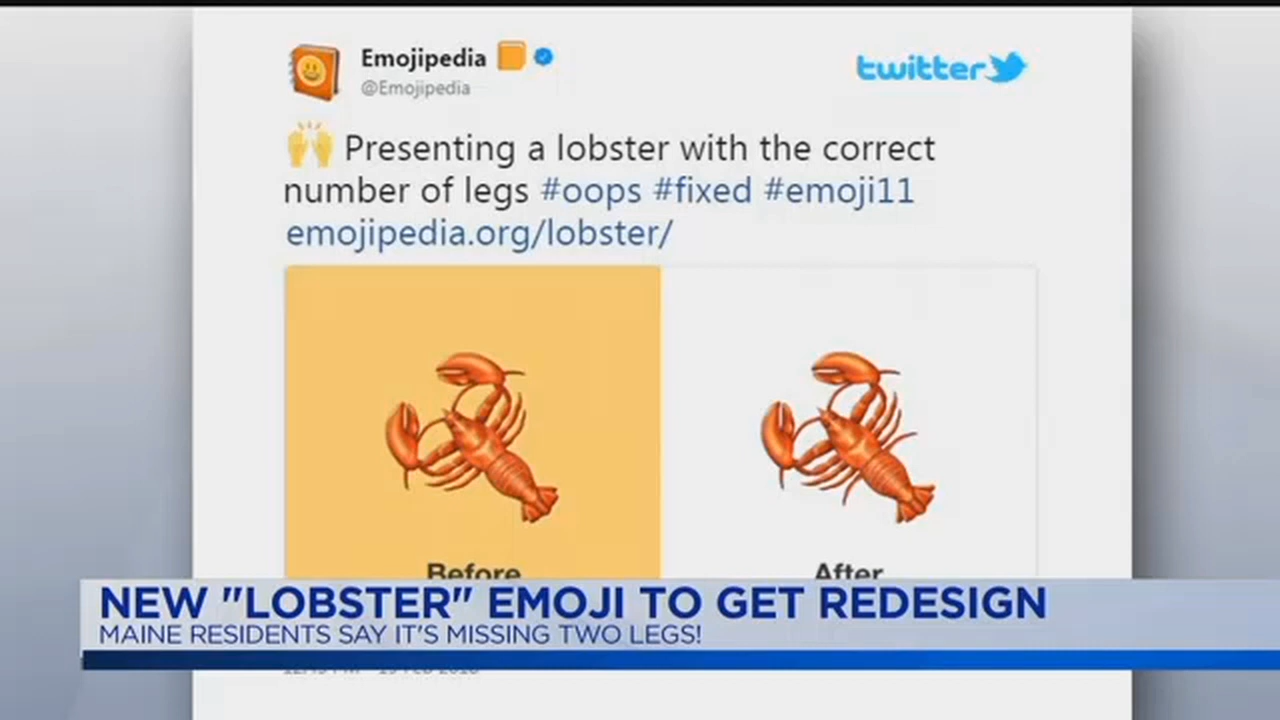 Emojipedia
@Emojipedia
twitter
Presenting a lobster with the correct
number of legs #oops #fixed #emoji11
emojipedia.org/lobster/
Before
After
NEW "LOBSTER" EMOJI TO GET REDESIGN
MAINE RESIDENTS SAY IT'S MISSING TWO LEGS!